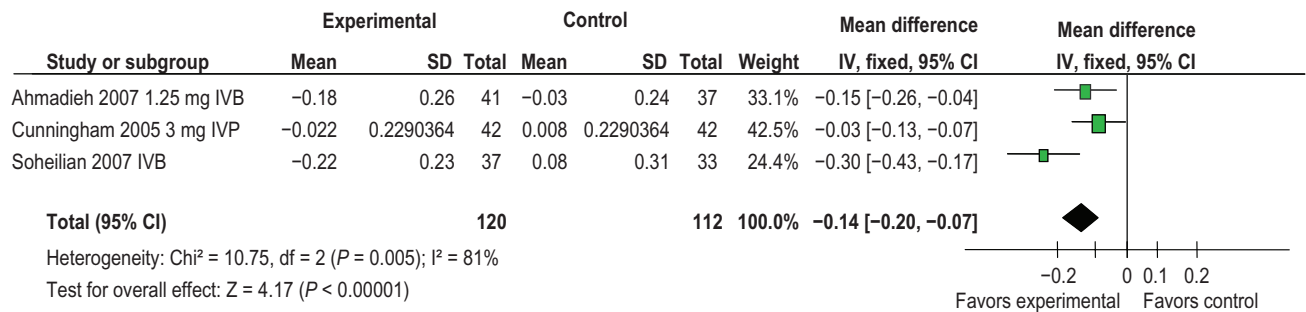 Experimental Control Mean difference Mean difference
Study or subgroup Mean SD Total Mean SD Total Weight IV, fixed, 95% CI IV, fixed, 95% CI
Ahmadieh 2007 1.25 mg IVB −0.18 0.26 41 −0.03 0.24 37 33.1% −0.15 [−0.26, −0.04]
Cunningham 2005 3 mg IVP −0.022 0.2290364 42 0.008 0.2290364 42 42.5% −0.03 [−0.13, −0.07]
Soheilian 2007 IVB −0.22 0.23 37 0.08 0.31 33 24.4% −0.30 [−0.43, −0.17]
Total (95% CI) 120 112 100.0% −0.14 [−0.20, −0.07]
Heterogeneity: Chi² = 10.75, df = 2 (P = 0.005); I² = 81%
Test for overall effect: Z = 4.17 (P < 0.00001)
−0.2 0 0.1 0.2
Favors experimental Favors control